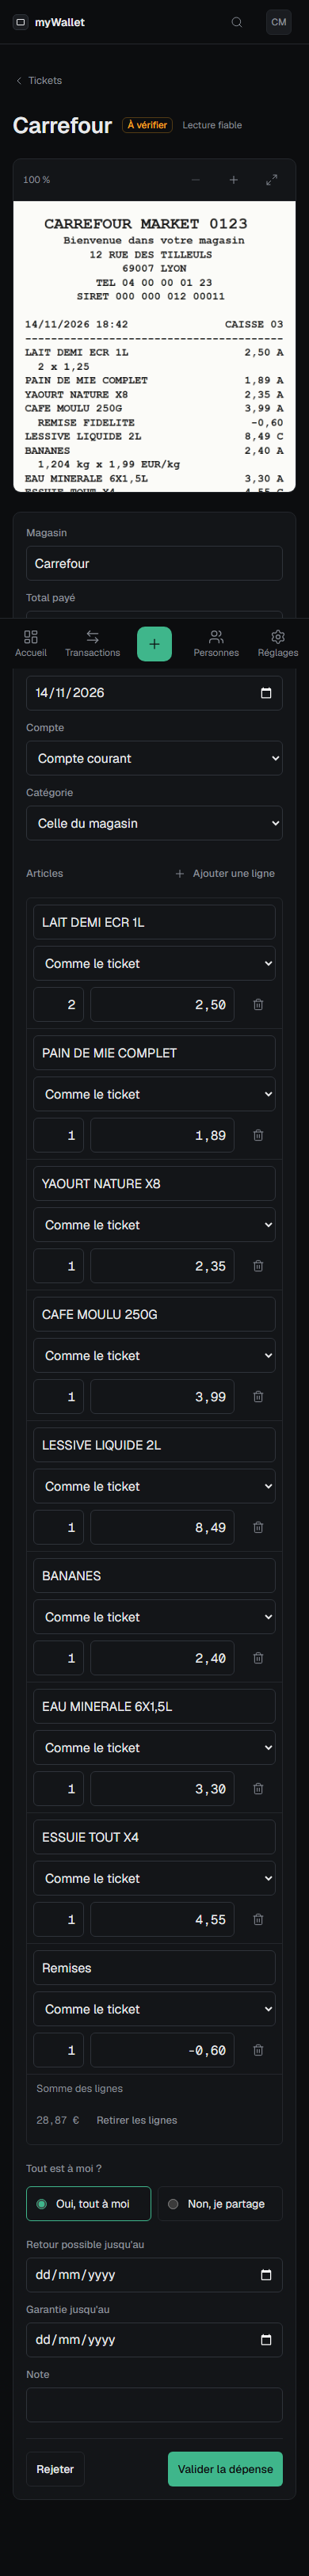 myWallet
CM
Tickets
Carrefour
À vérifier
Lecture fiable
100 %
CARREFOUR MARKET 0123
Bienvenue dans votre magasin
12 RUE DES TILLEULS
69007 LYON
TEL 04 00 00 01 23
SIRET 000 000 012 00011
14/11/2026 18:42 CAISSE 03
LAIT DEMI ECR 1L 2,50 A
2 x 1,25
PAIN DE MIE COMPLET 1,89 A
YAOURT NATURE X8 2,35 A
CAFE MOULU 250G 3,99 A
REMISE FIDELITE -0,60
LESSIVE LIQUIDE 2L 8,49 C
BANANES 2,40 A
1,204 kg x 1,99 EUR/kg
EAU MINERALE 6X1,5L 3,30 A
ESSUIE TOUT X4 4,55 C
Magasin
Carrefour
Total payé
Accueil
Transactions
Personnes
Réglages
14/11/2026
Compte
Compte courant
Catégorie
Celle du magasin
Articles
Ajouter une ligne
LAIT DEMI ECR 1L
Comme le ticket
2 2,50
PAIN DE MIE COMPLET
Comme le ticket
1 1,89
YAOURT NATURE X8
Comme le ticket
1 2,35
CAFE MOULU 250G
Comme le ticket
1 3,99
LESSIVE LIQUIDE 2L
Comme le ticket
1 8,49
BANANES
Comme le ticket
1 2,40
EAU MINERALE 6X1,5L
Comme le ticket
1 3,30
ESSUIE TOUT X4
Comme le ticket
1 4,55
Remises
Comme le ticket
1 -0,60
Somme des lignes
28,87 € Retirer les lignes
Tout est à moi ?
Oui, tout à moi
Non, je partage
Retour possible jusqu'au
dd/mm/yyyy
Garantie jusqu'au
dd/mm/yyyy
Note
Rejeter
Valider la dépense